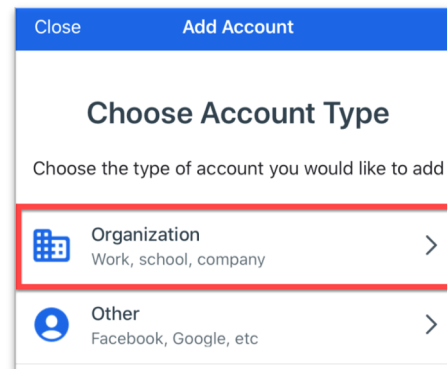 Close Add Account
Choose Account Type
Choose the type of account you would like to add
Organization
Work, school, company
Other
Facebook, Google, etc